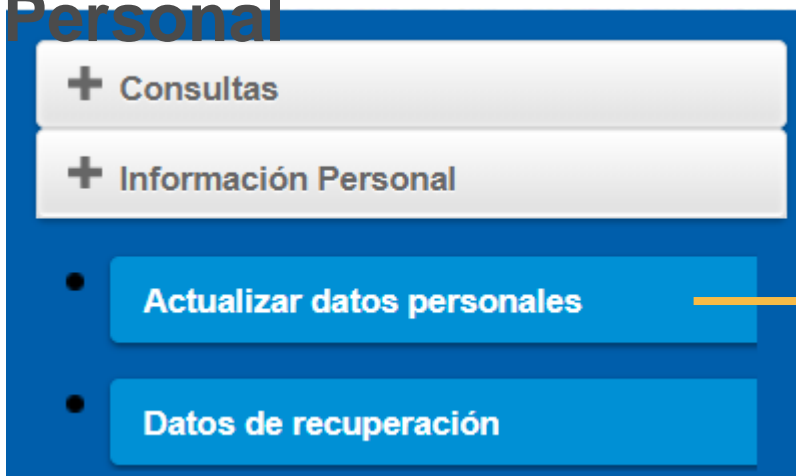 Personal
Consultas
Información Personal
Actualizar datos personales
Datos de recuperación